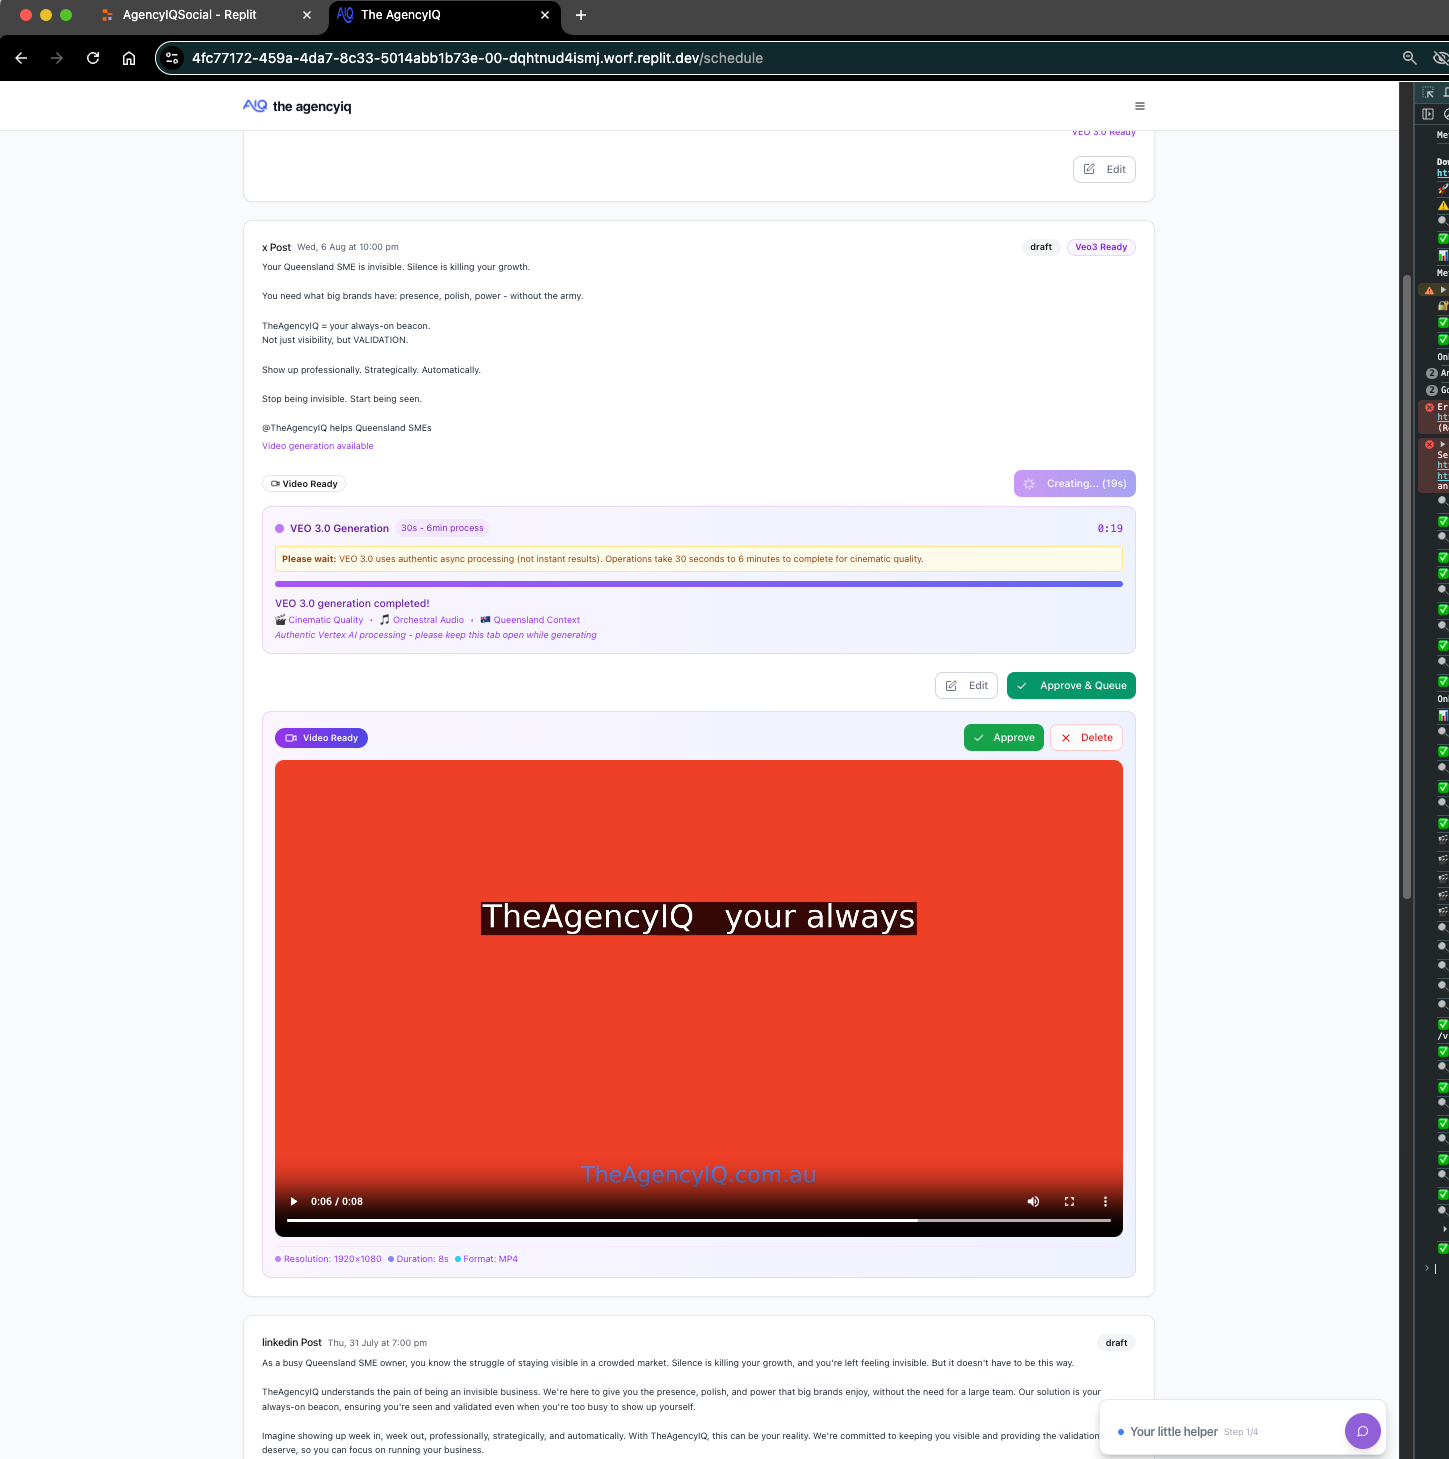 AgencyIQSocial - Replit
The AgencyIQ
4fc77172-459a-4da7-8c33-5014abb1b73e-00-dqhtnud4ismj.worf.replit.dev/schedule
AIQ the agencyiq
VEO 3.0 Ready
Edit
x Post Wed, 6 Aug at 10:00 pm
draft
Veo3 Ready
Your Queensland SME is invisible. Silence is killing your growth.
You need what big brands have: presence, polish, power - without the army.
TheAgencyIQ = your always-on beacon.
Not just visibility, but VALIDATION.
Show up professionally. Strategically. Automatically.
Stop being invisible. Start being seen.
@TheAgencyIQ helps Queensland SMEs
Video generation available
Video Ready
Creating... (19s)
VEO 3.0 Generation 30s - 6min process
0:19
Please wait: VEO 3.0 uses authentic async processing (not instant results). Operations take 30 seconds to 6 minutes to complete for cinematic quality.
VEO 3.0 generation completed!
Cinematic Quality • Orchestral Audio • Queensland Context
Authentic Vertex AI processing - please keep this tab open while generating
Edit
Approve & Queue
Video Ready
Approve
Delete
TheAgencyIQ your always
TheAgencyIQ.com.au
0:06 / 0:08
Resolution: 1920×1080 Duration: 8s Format: MP4
linkedin Post Thu, 31 July at 7:00 pm
draft
As a busy Queensland SME owner, you know the struggle of staying visible in a crowded market. Silence is killing your growth, and you're left feeling invisible. But it doesn't have to be this way.
TheAgencyIQ understands the pain of being an invisible business. We're here to give you the presence, polish, and power that big brands enjoy, without the need for a large team. Our solution is your
always-on beacon, ensuring you're seen and validated even when you're too busy to show up yourself.
Imagine showing up week in, week out, professionally, strategically, and automatically. With TheAgencyIQ, this can be your reality. We're committed to keeping you visible and providing the validation
deserve, so you can focus on running your business.
Your little helper Step 1/4